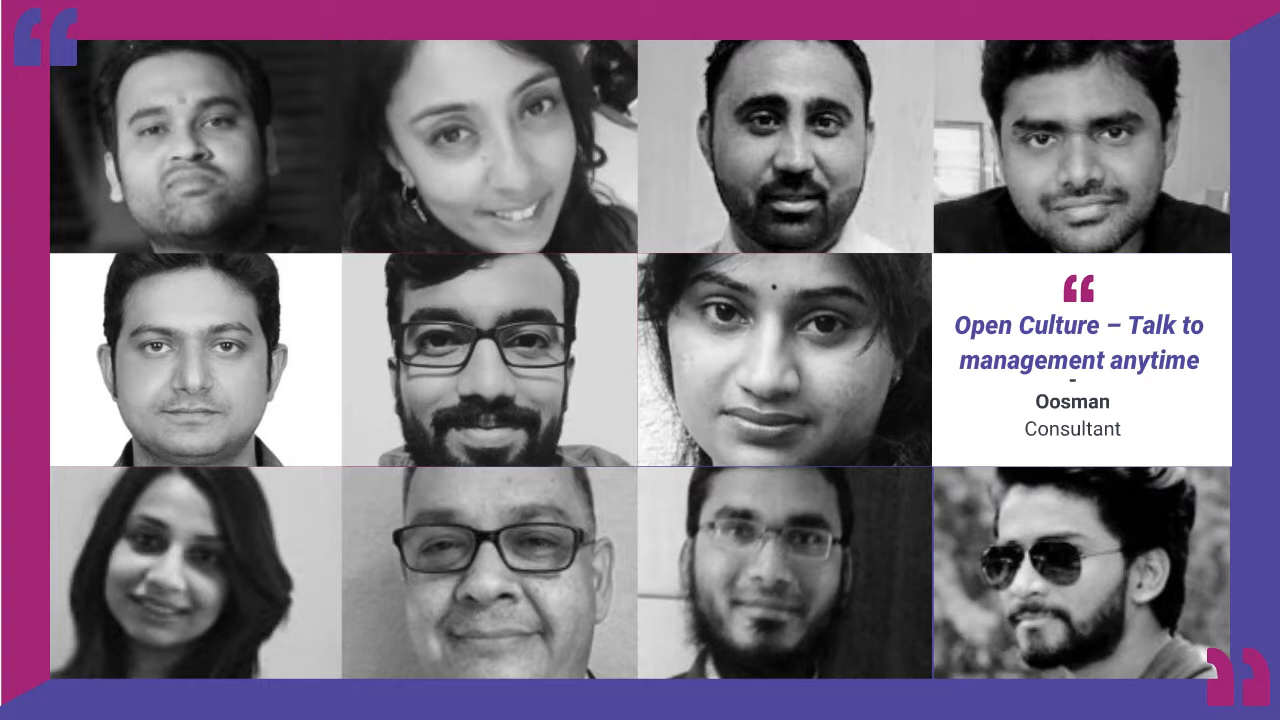 Open Culture – Talk to
management anytime
-
Oosman
Consultant